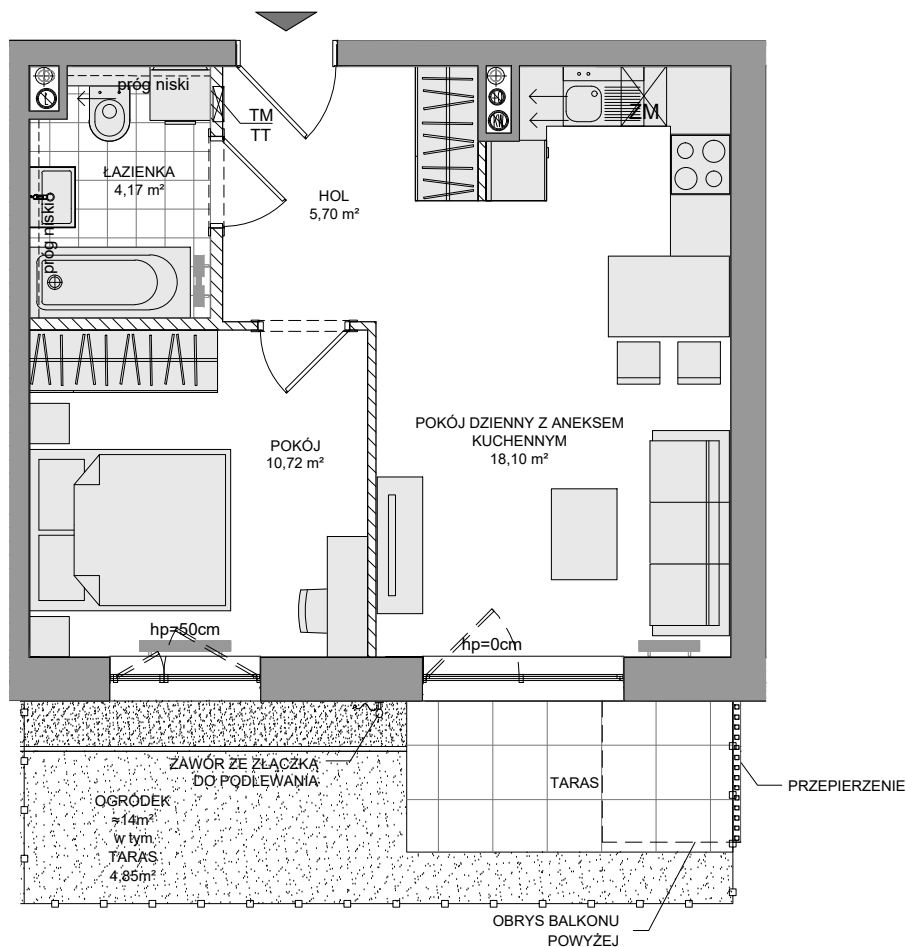 próg niski
TM
TT
ZM
ŁAZIENKA
4,17 m²
próg niski
HOL
5,70 m²
POKÓJ DZIENNY Z ANEKSEM
KUCHENNYM
18,10 m²
POKÓJ
10,72 m²
hp=50cm
hp=0cm
ZAWÓR ZE ZŁĄCZKĄ
DO PODLEWANIA
TARAS
PRZEPIERZENIE
OGRÓDEK
~14m²
w tym
TARAS
4,85m²
OBRYS BALKONU
POWYŻEJ